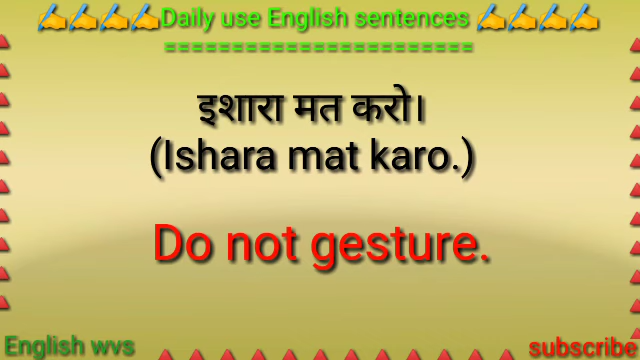 ✍✍✍✍Daily use English sentences ✍✍✍✍
=======================
इशारा मत करो।
(Ishara mat karo.)
Do not gesture.
English wvs
subscribe